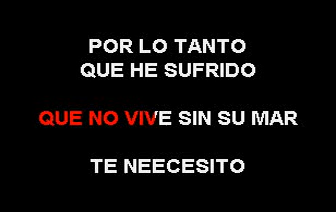 POR LO TANTO
QUE HE SUFRIDO
QUE NO VIVE SIN SU MAR
TE NEECESITO